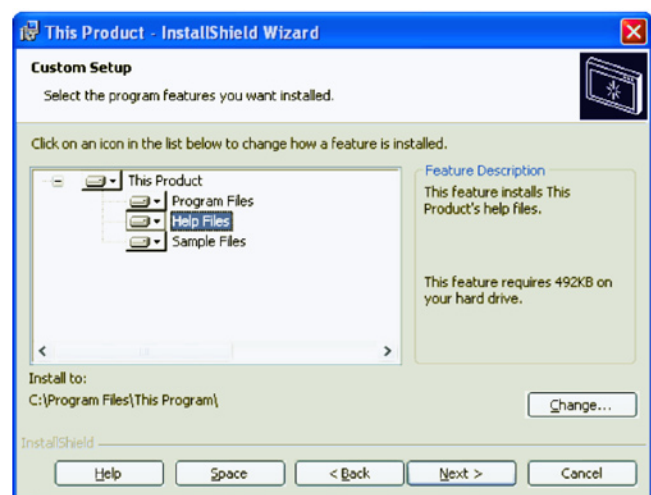 This Product - InstallShield Wizard
Custom Setup
Select the program features you want installed.
Click on an icon in the list below to change how a feature is installed.
This Product
Program Files
Help Files
Sample Files
Feature Description
This feature installs This
Product's help files.
This feature requires 492KB on
your hard drive.
Install to:
C:\Program Files\This Program\
Change...
InstallShield
Help
Space
< Back
Next >
Cancel